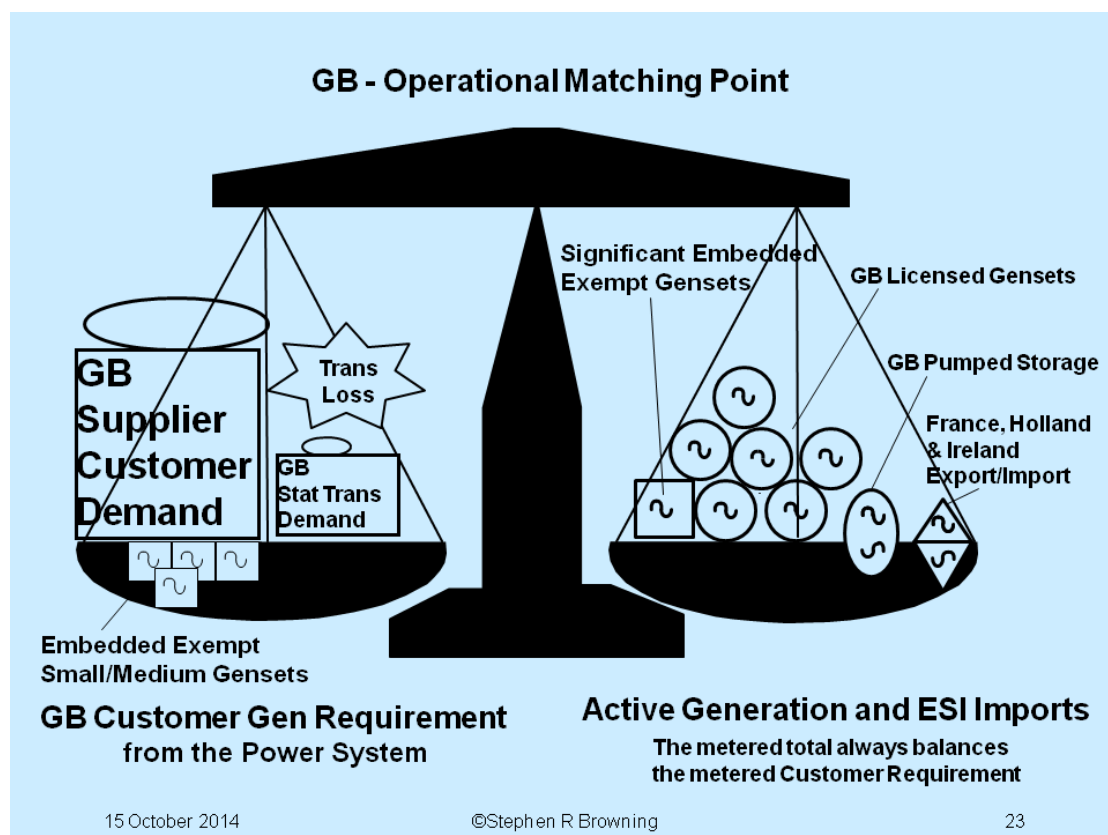 GB - Operational Matching Point
Significant Embedded
Exempt Gensets
GB Licensed Gensets
GB Pumped Storage
France, Holland
& Ireland
Export/Import
GB
Supplier
Customer
Demand
Trans
Loss
GB
Stat Trans
Demand
Embedded Exempt
Small/Medium Gensets
GB Customer Gen Requirement
from the Power System
Active Generation and ESI Imports
The metered total always balances
the metered Customer Requirement
15 October 2014
©Stephen R Browning
23